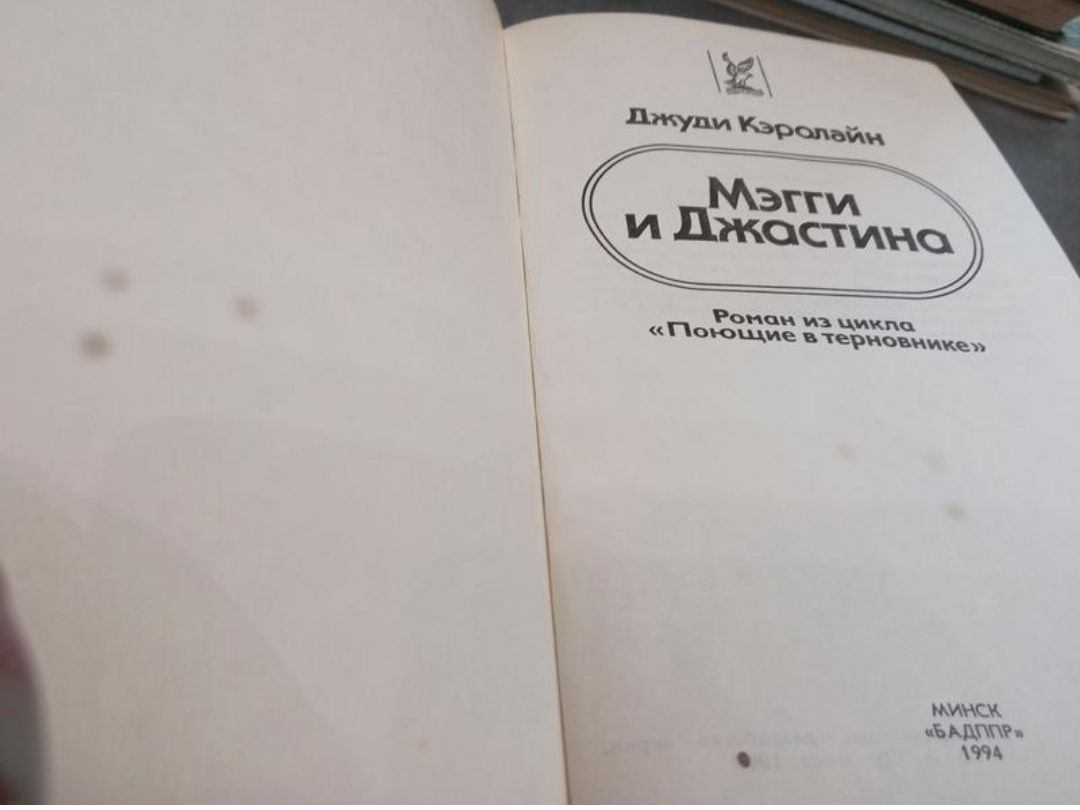 Джуди Кэролайн
Мэгги
и Джастина
Роман из цикла
«Поющие в терновнике»
МИНСК
«БАДППР»
1994